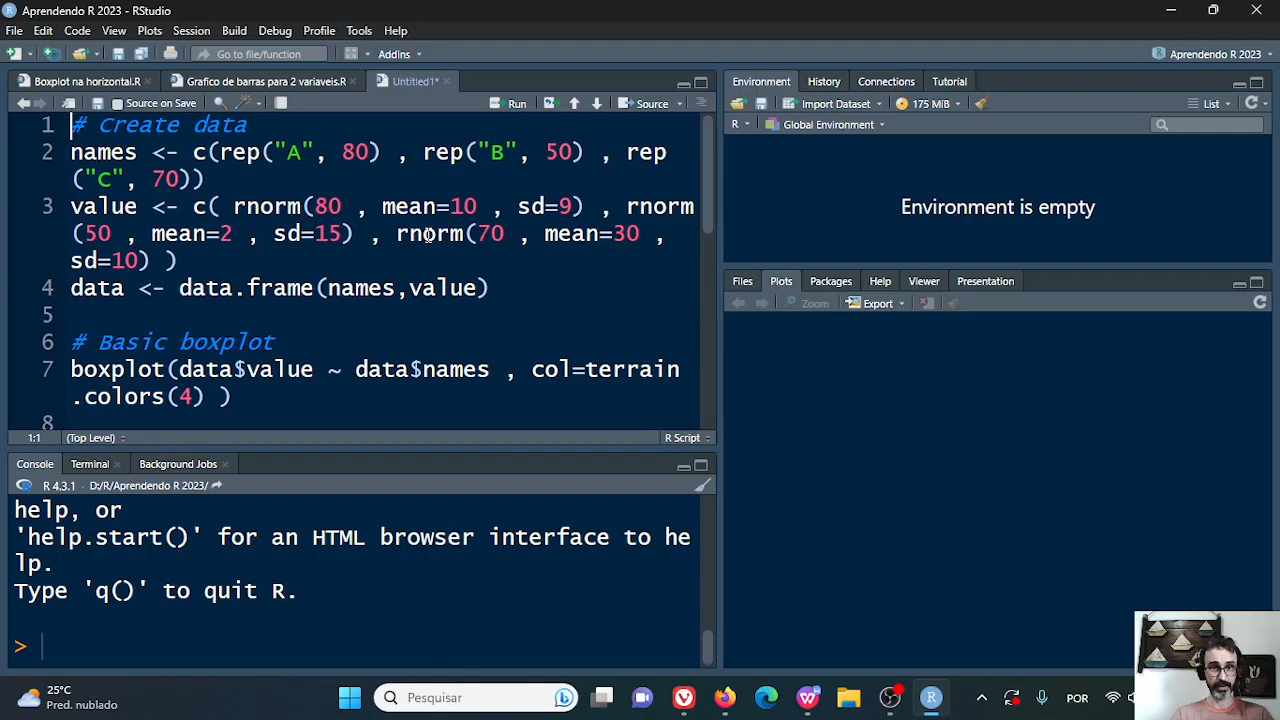 Aprendendo R 2023 - RStudio
File Edit Code View Plots Session Build Debug Profile Tools Help
Go to file/function Addins Aprendendo R 2023
Boxplot na horizontal.R Grafico de barras para 2 variaveis.R Untitled1*
Source on Save Run Source
1 # Create data
2 names <- c(rep("A", 80) , rep("B", 50) , rep
("C", 70))
3 value <- c( rnorm(80 , mean=10 , sd=9) , rnorm
(50 , mean=2 , sd=15) , rnorm(70 , mean=30 ,
sd=10) )
4 data <- data.frame(names,value)
5
6 # Basic boxplot
7 boxplot(data$value ~ data$names , col=terrain
.colors(4) )
8
1:1 (Top Level) R Script
Console Terminal Background Jobs
R 4.3.1 · D:/R/Aprendendo R 2023/
help, or
'help.start()' for an HTML browser interface to he
lp.
Type 'q()' to quit R.
>
Environment History Connections Tutorial
Import Dataset 175 MiB List
R Global Environment
Environment is empty
Files Plots Packages Help Viewer Presentation
Zoom Export
25°C
Pred. nublado
Pesquisar
POR